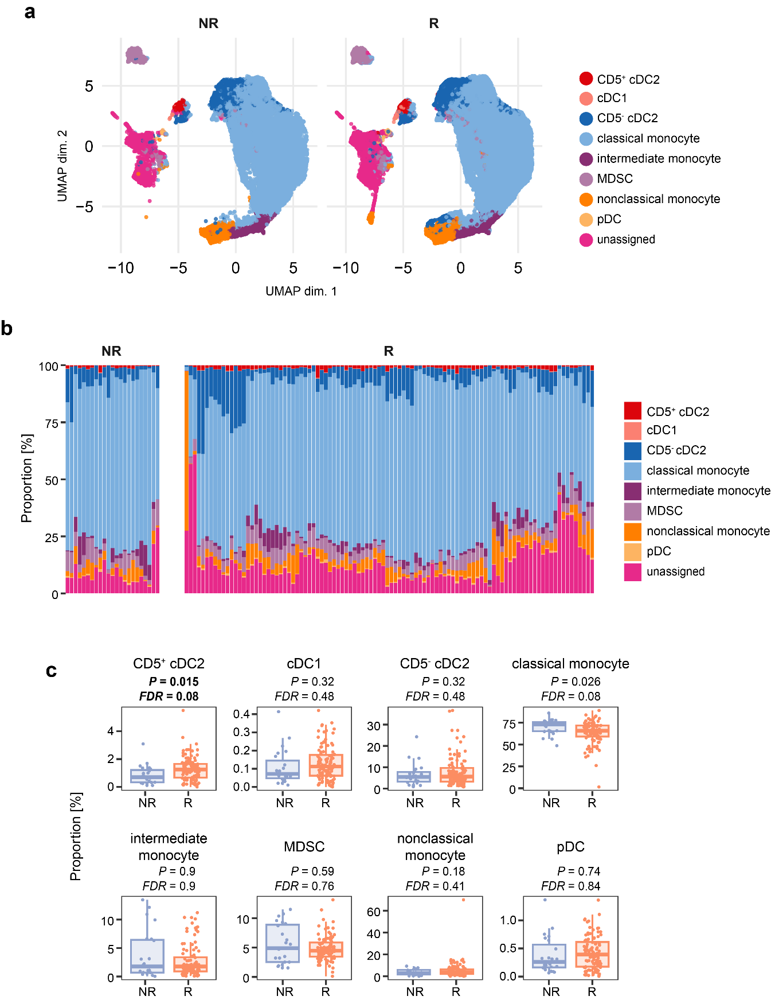 a
NR
R
5
0
−5
UMAP dim. 2
−10
−5
0
5
−10
−5
0
5
UMAP dim. 1
CD5⁺ cDC2
cDC1
CD5⁻ cDC2
classical monocyte
intermediate monocyte
MDSC
nonclassical monocyte
pDC
unassigned
b
NR
R
100
75
50
25
0
Proportion [%]
CD5⁺ cDC2
cDC1
CD5⁻ cDC2
classical monocyte
intermediate monocyte
MDSC
nonclassical monocyte
pDC
unassigned
c
Proportion [%]
CD5⁺ cDC2
P = 0.015
FDR = 0.08
4
2
0
NR
R
cDC1
P = 0.32
FDR = 0.48
0.4
0.3
0.2
0.1
0.0
NR
R
CD5⁻ cDC2
P = 0.32
FDR = 0.48
30
20
10
0
NR
R
classical monocyte
P = 0.026
FDR = 0.08
75
50
25
0
NR
R
intermediate
monocyte
P = 0.9
FDR = 0.9
10
5
0
NR
R
MDSC
P = 0.59
FDR = 0.76
10
5
0
NR
R
nonclassical
monocyte
P = 0.18
FDR = 0.41
60
40
20
0
NR
R
pDC
P = 0.74
FDR = 0.84
1.0
0.5
0.0
NR
R